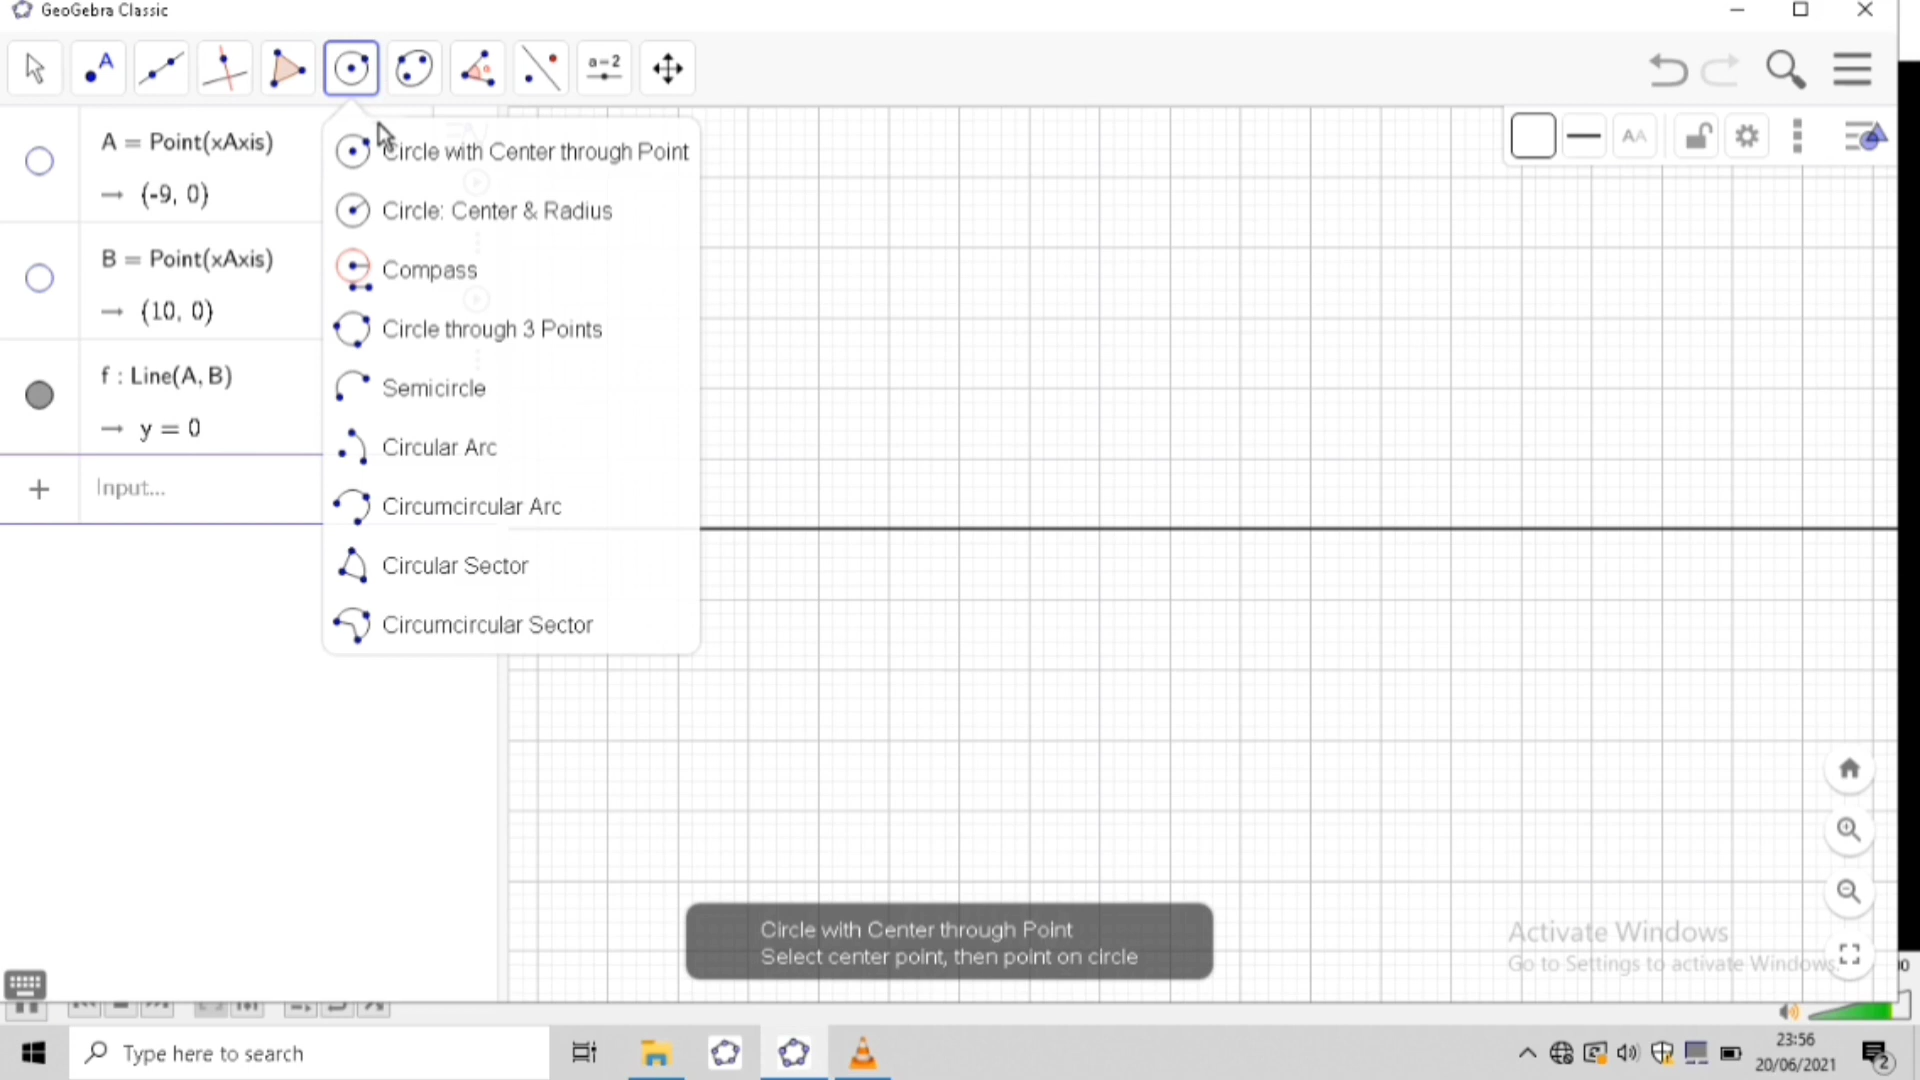 GeoGebra Classic
A
a=2
A = Point(xAxis)
→ (-9, 0)
B = Point(xAxis)
→ (10, 0)
f : Line(A, B)
→ y = 0
+ Input...
Circle with Center through Point
Circle: Center & Radius
Compass
Circle through 3 Points
Semicircle
Circular Arc
Circumcircular Arc
Circular Sector
Circumcircular Sector
AA
Circle with Center through Point
Select center point, then point on circle
Activate Windows
Go to Settings to activate Windows.
Type here to search
23:56
20/06/2021
2